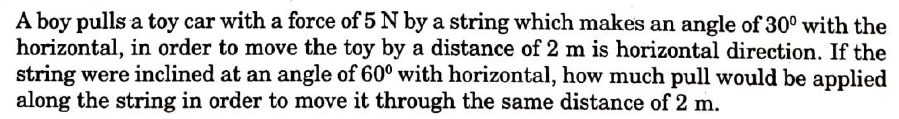 A boy pulls a toy car with a force of 5 N by a string which makes an angle of 30⁰ with the
horizontal, in order to move the toy by a distance of 2 m is horizontal direction. If the
string were inclined at an angle of 60⁰ with horizontal, how much pull would be applied
along the string in order to move it through the same distance of 2 m.